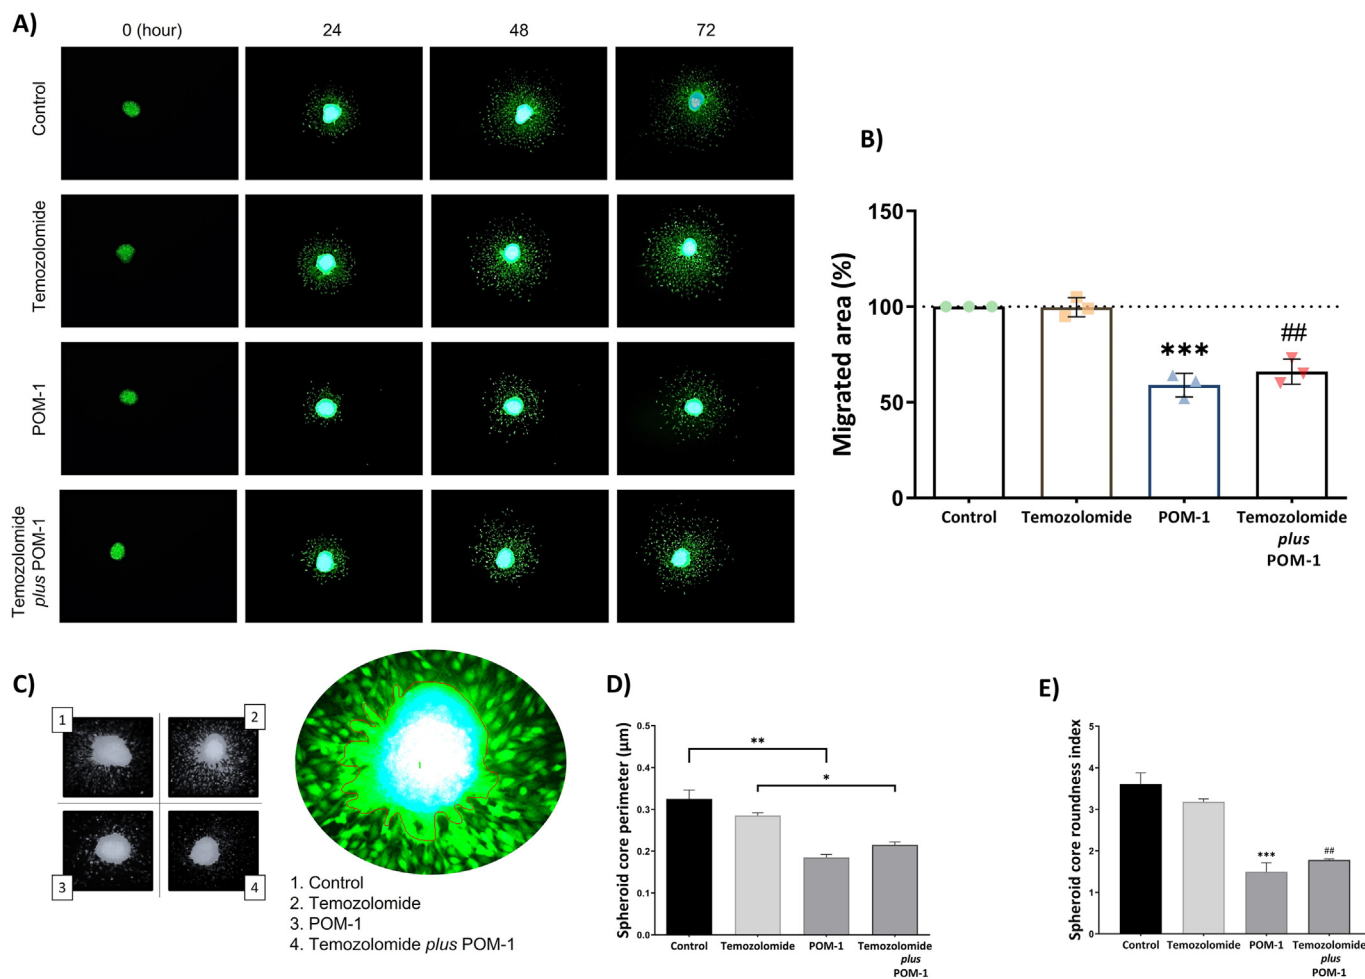 A)
0 (hour) 24 48 72
Control
Temozolomide
POM-1
Temozolomide
plus POM-1
B)
Migrated area (%)
150
100
50
0
***
##
Control Temozolomide POM-1 Temozolomide
plus
POM-1
C)
1
2
3
4
1
1. Control
2. Temozolomide
3. POM-1
4. Temozolomide plus POM-1
D)
Spheroid core perimeter (μm)
0.5
0.4
0.3
0.2
0.1
0.0
**
*
Control Temozolomide POM-1 Temozolomide
plus
POM-1
E)
Spheroid core roundness index
5
4
3
2
1
0
***
##
Control Temozolomide POM-1 Temozolomide
plus
POM-1